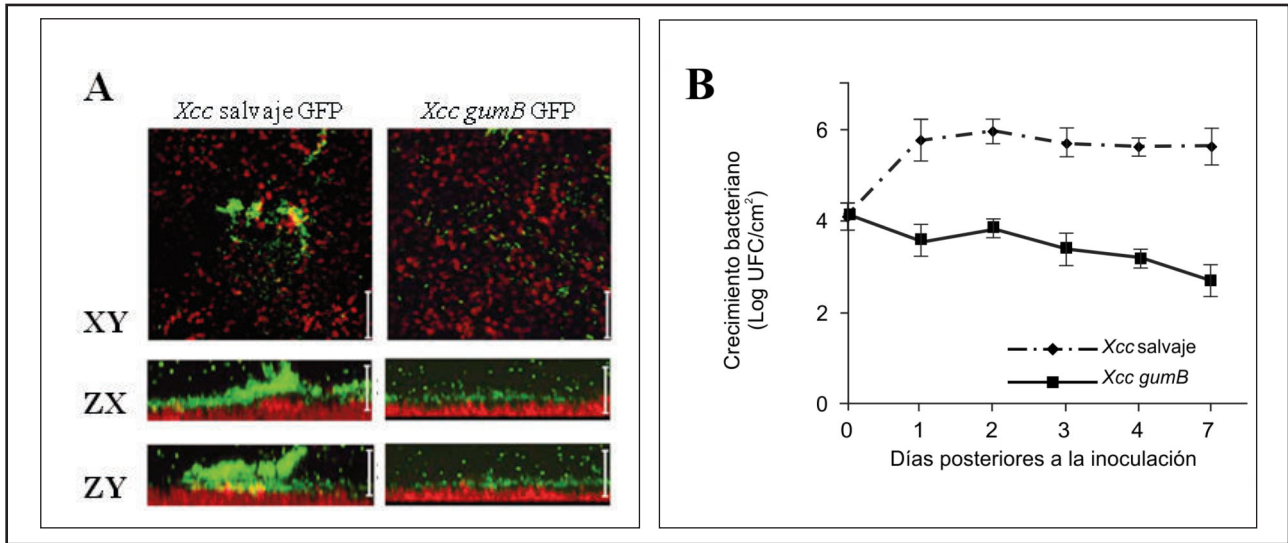 A
Xcc salvaje GFP
Xcc gumB GFP
XY
ZX
ZY
B
Crecimiento bacteriano
(Log UFC/cm²)
6
4
2
0
0 1 2 3 4 7
Xcc salvaje
Xcc gumB
Días posteriores a la inoculación